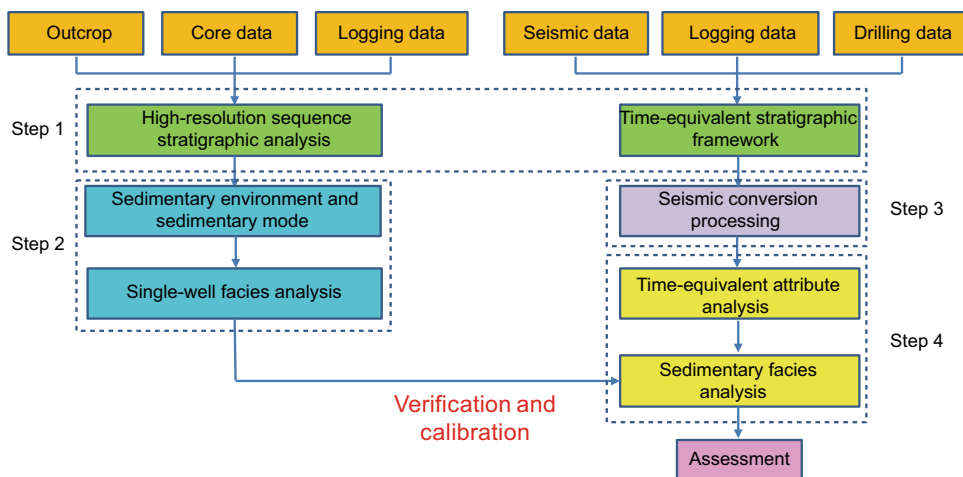 Outcrop
Core data
Logging data
Seismic data
Logging data
Drilling data
Step 1
High-resolution sequence
stratigraphic analysis
Time-equivalent stratigraphic
framework
Step 2
Sedimentary environment and
sedimentary mode
Seismic conversion
processing
Step 3
Single-well facies analysis
Time-equivalent attribute
analysis
Step 4
Sedimentary facies
analysis
Verification and
calibration
Assessment